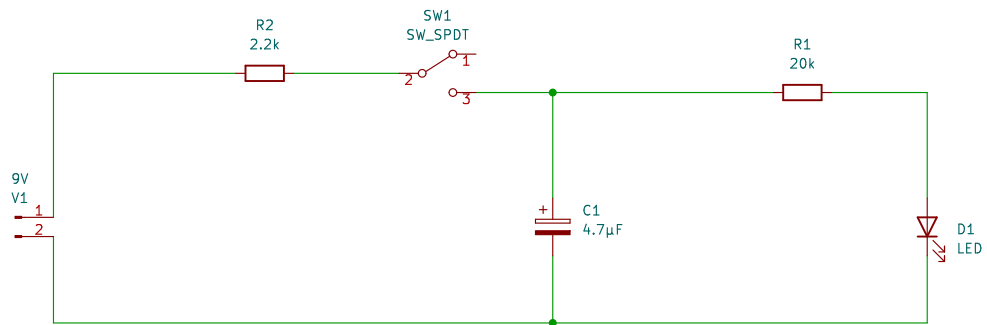 R2
2.2k
SW1
SW_SPDT
1
2
3
R1
20k
9V
V1
1
2
+
C1
4.7µF
D1
LED